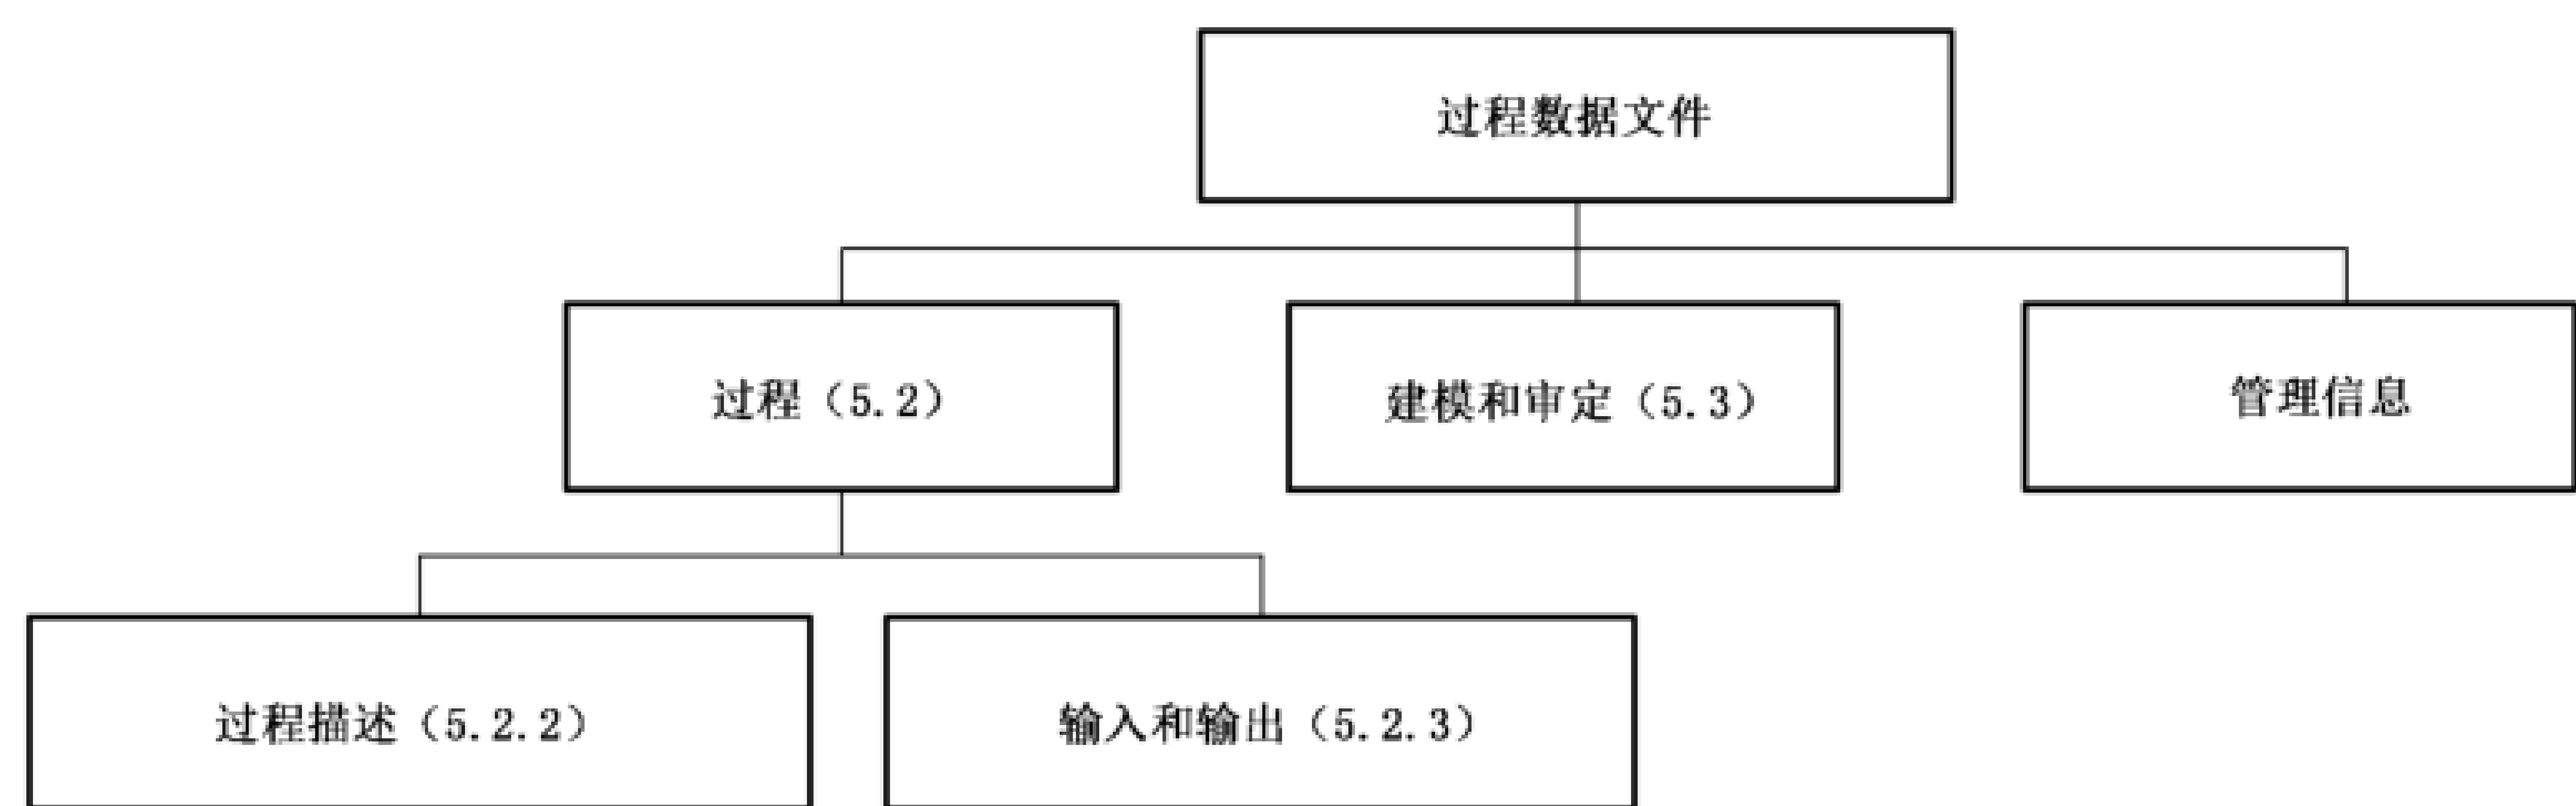 过程数据文件
过程（5.2）
建模和审定（5.3）
管理信息
过程描述（5.2.2）
输入和输出（5.2.3）